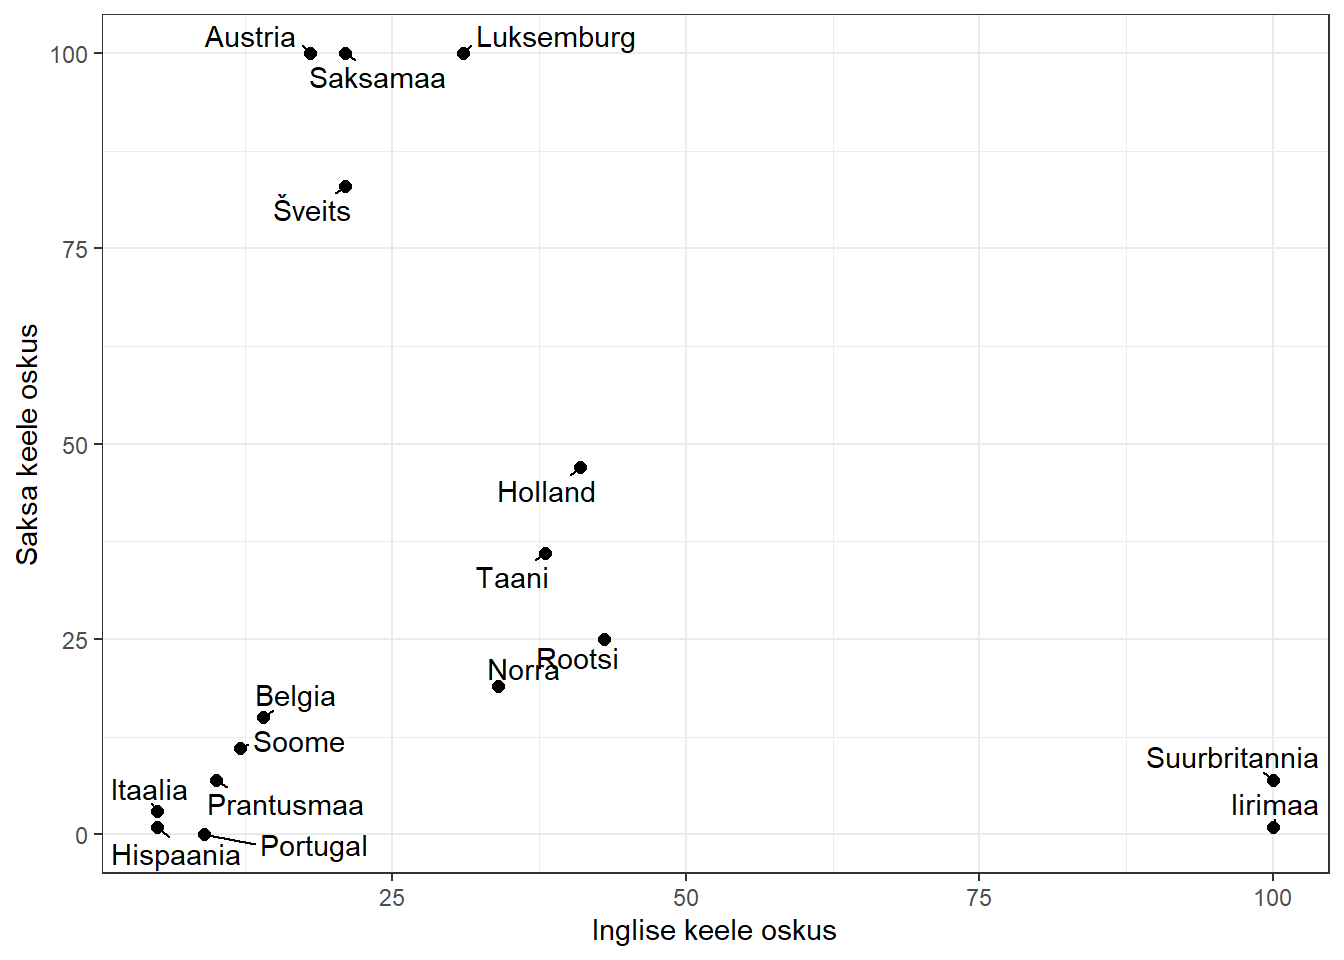 Austria
Luksemburg
100
Saksamaa
Šveits
75
Saksa keele oskus
50
Holland
Taani
25
Rootsi
Norra
Belgia
Soome
Suurbritannia
Itaalia
Prantusmaa
Iirimaa
0
Portugal
Hispaania
25
50
75
100
Inglise keele oskus